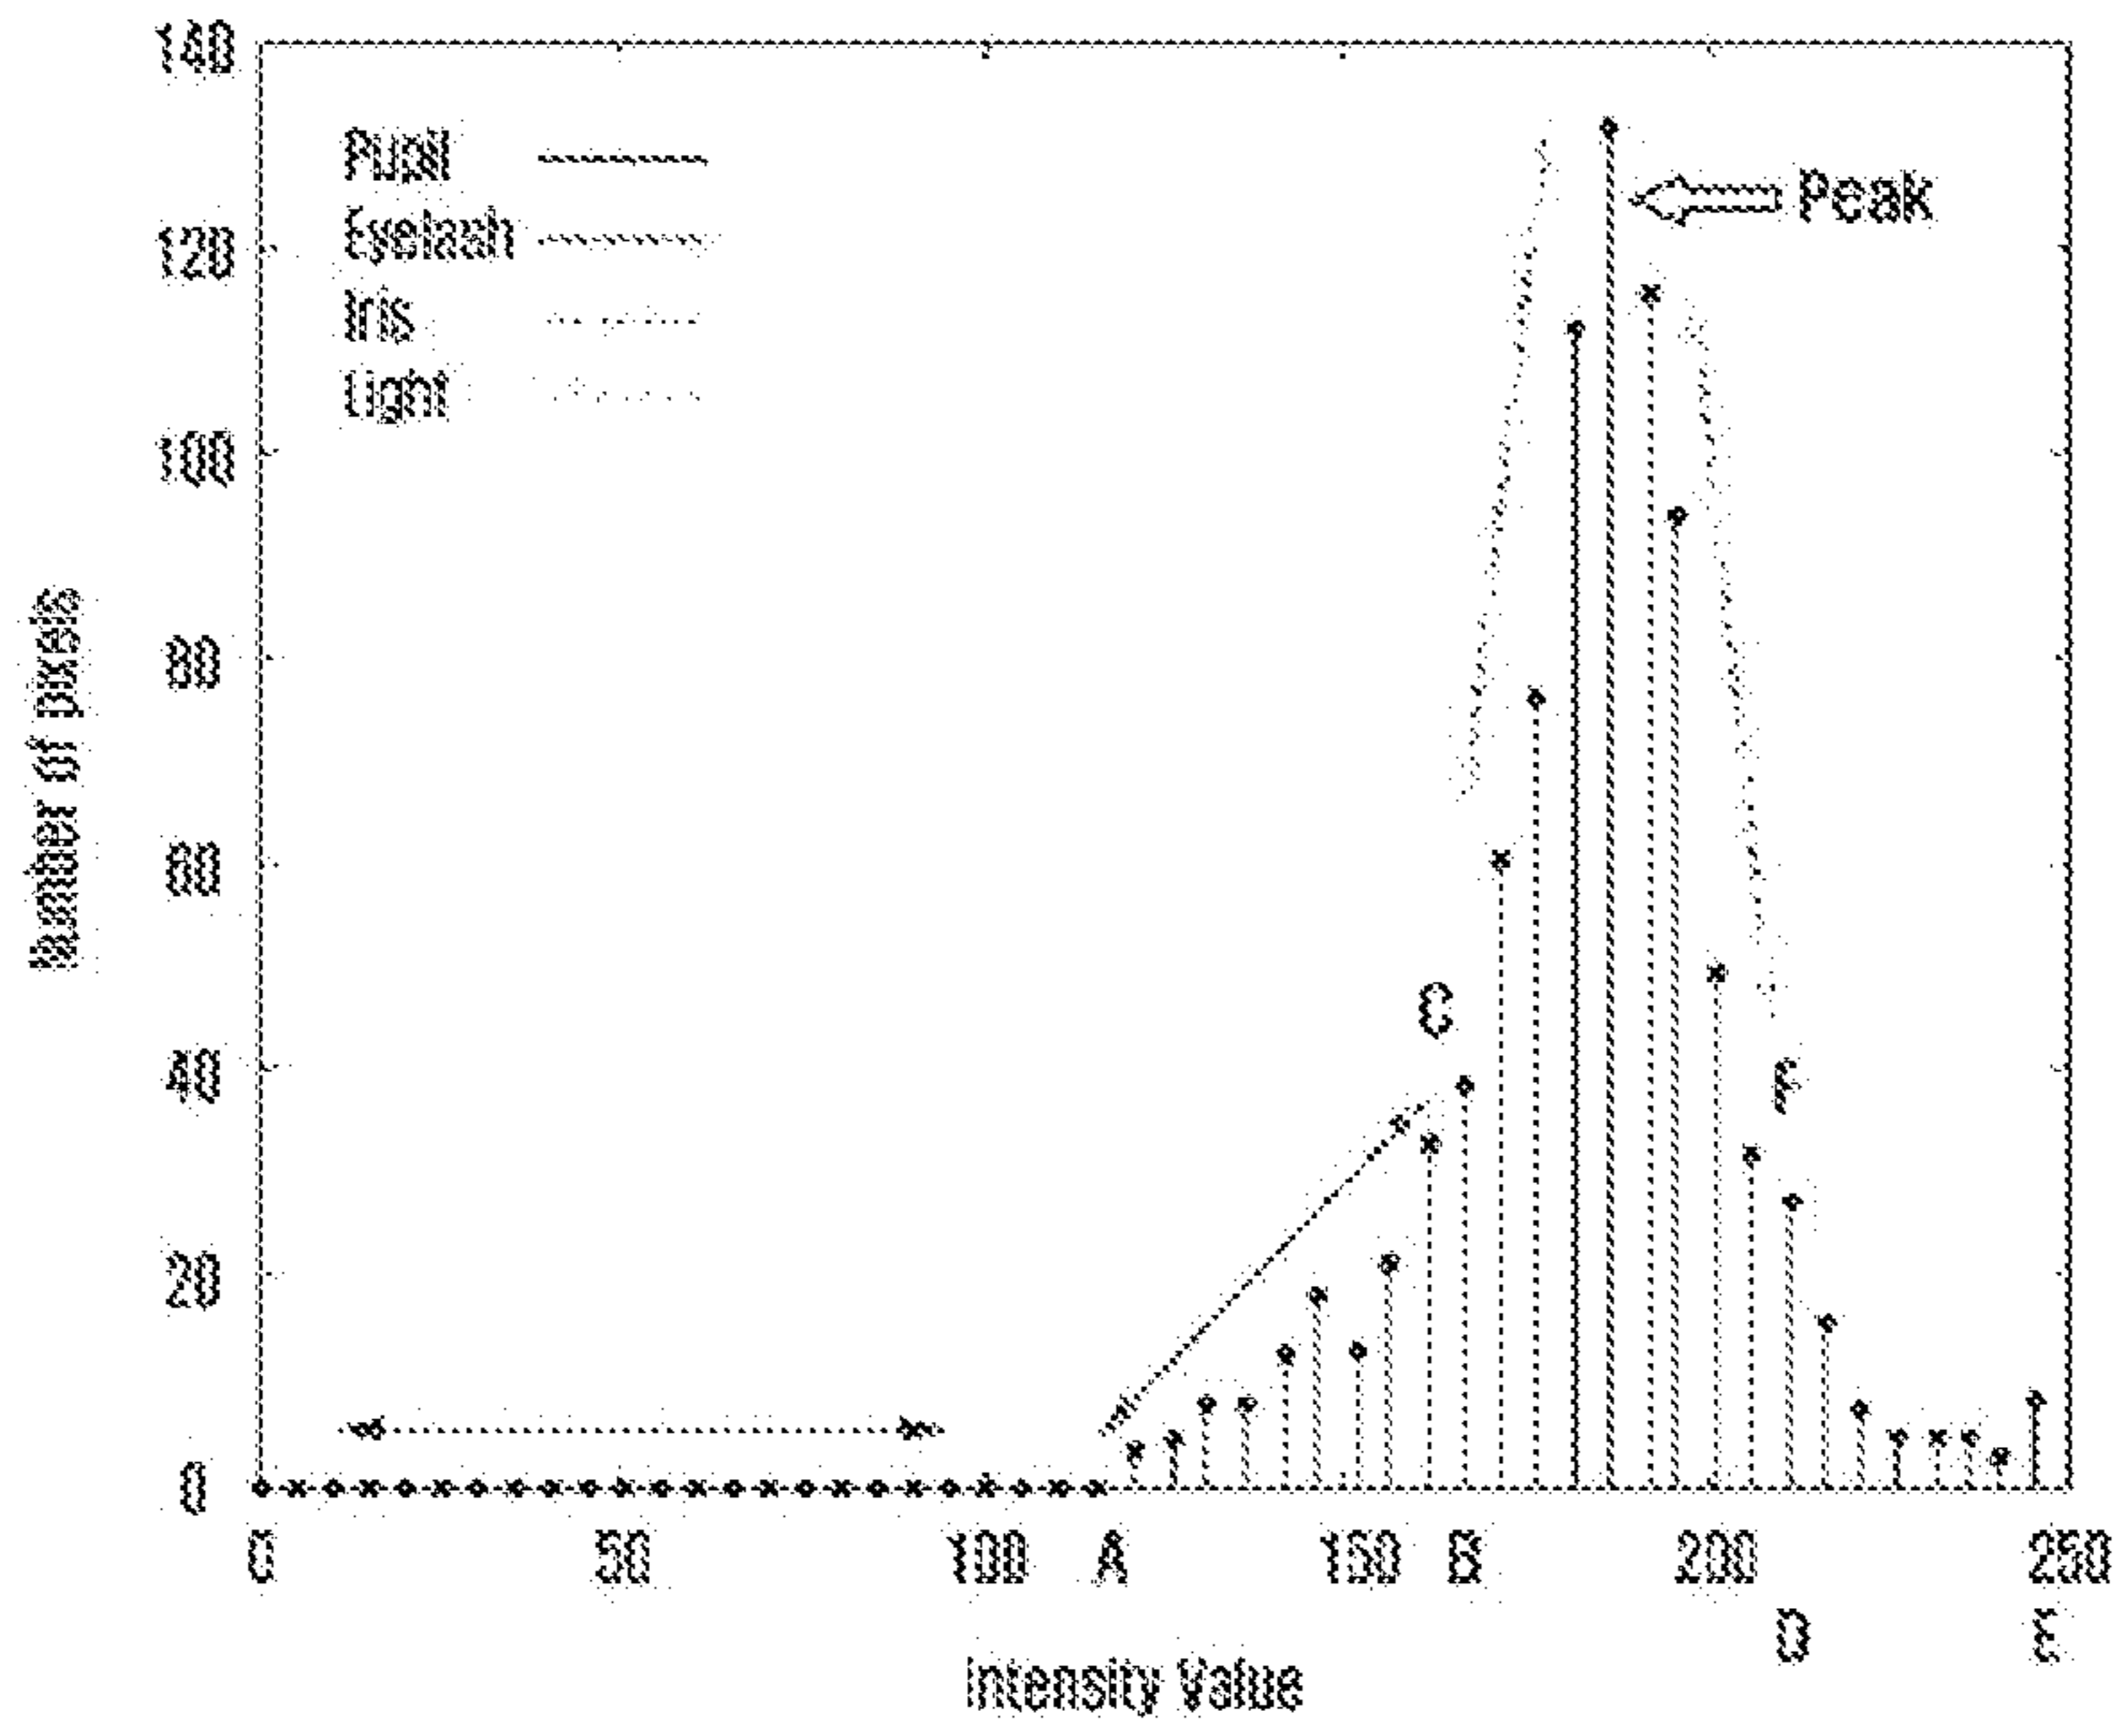 140
120
100
80
60
40
20
0
Number of pixels
Pupil
Eyelash
Iris
Light
Peak
C
F
0 50 100 A 150 B 200 250
D E
Intensity Value